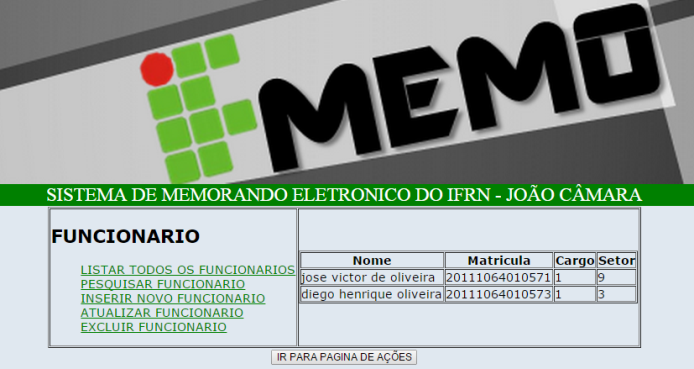 MEMO
SISTEMA DE MEMORANDO ELETRONICO DO IFRN - JOÃO CÂMARA
FUNCIONARIO
LISTAR TODOS OS FUNCIONARIOS
PESQUISAR FUNCIONARIO
INSERIR NOVO FUNCIONARIO
ATUALIZAR FUNCIONARIO
EXCLUIR FUNCIONARIO
Nome Matricula Cargo Setor
jose victor de oliveira 20111064010571 1 9
diego henrique oliveira 20111064010573 1 3
IR PARA PAGINA DE AÇÕES